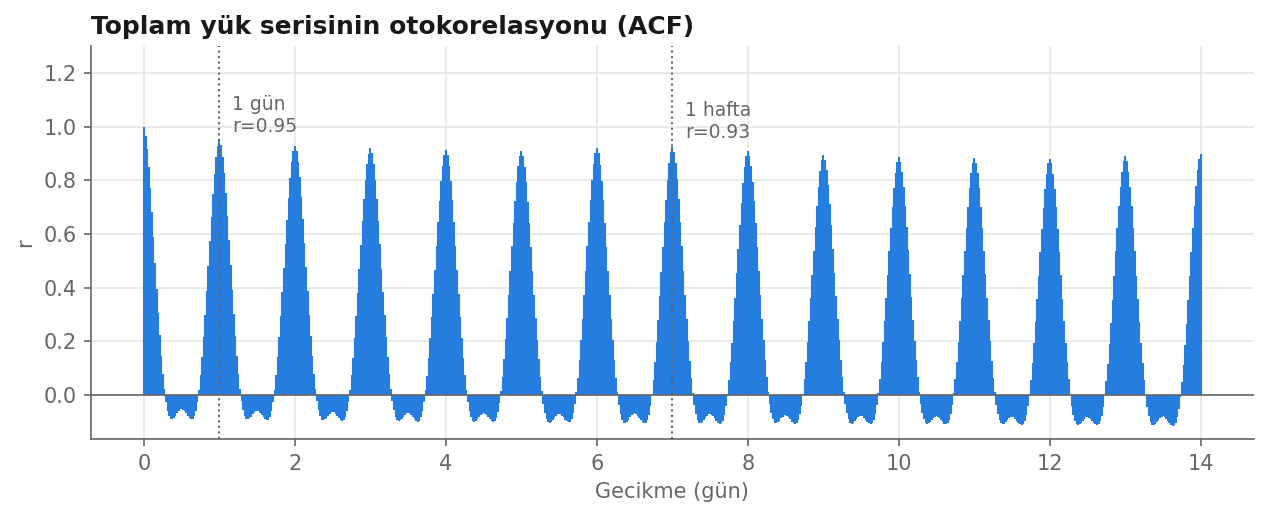 Toplam yük serisinin otokorelasyonu (ACF)
1.2
1.0
0.8
0.6
0.4
0.2
0.0
r
1 gün
r=0.95
1 hafta
r=0.93
0 2 4 6 8 10 12 14
Gecikme (gün)